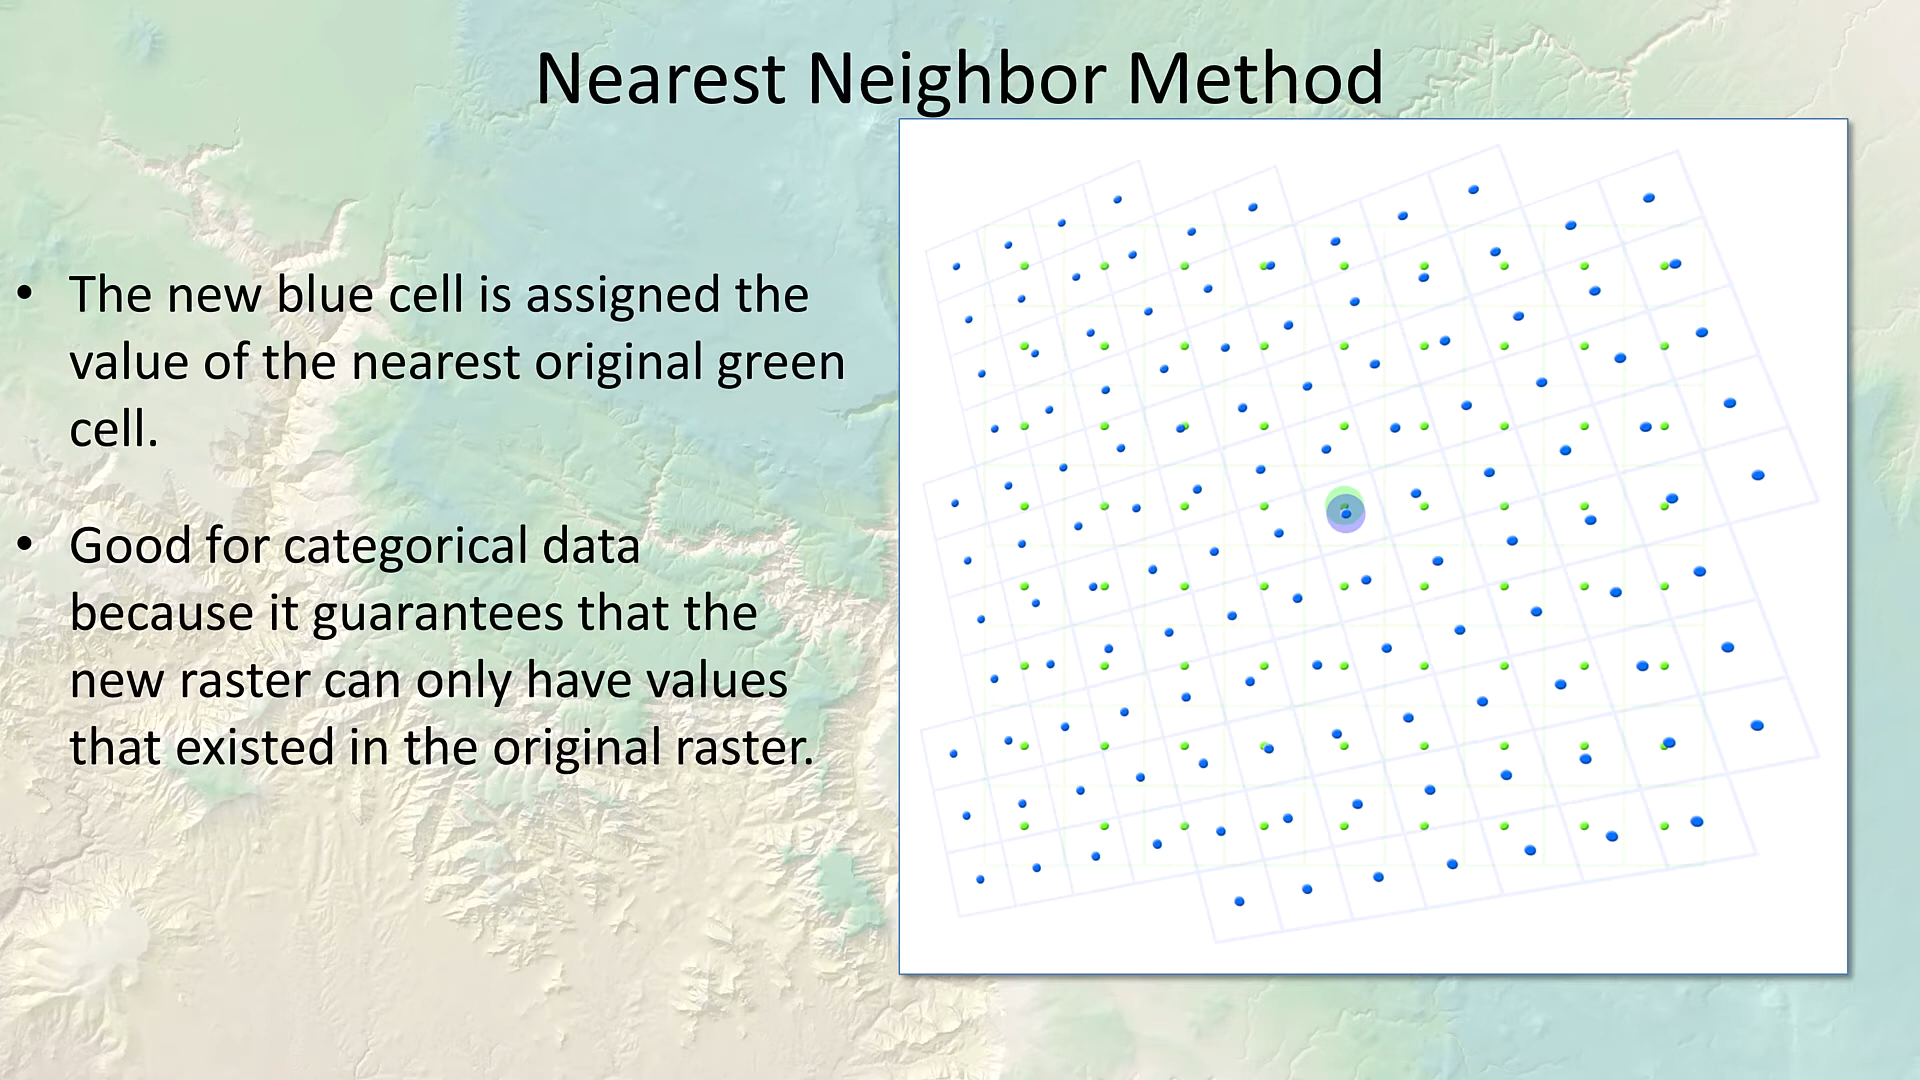 Nearest Neighbor Method
• The new blue cell is assigned the
value of the nearest original green
cell.
• Good for categorical data
because it guarantees that the
new raster can only have values
that existed in the original raster.